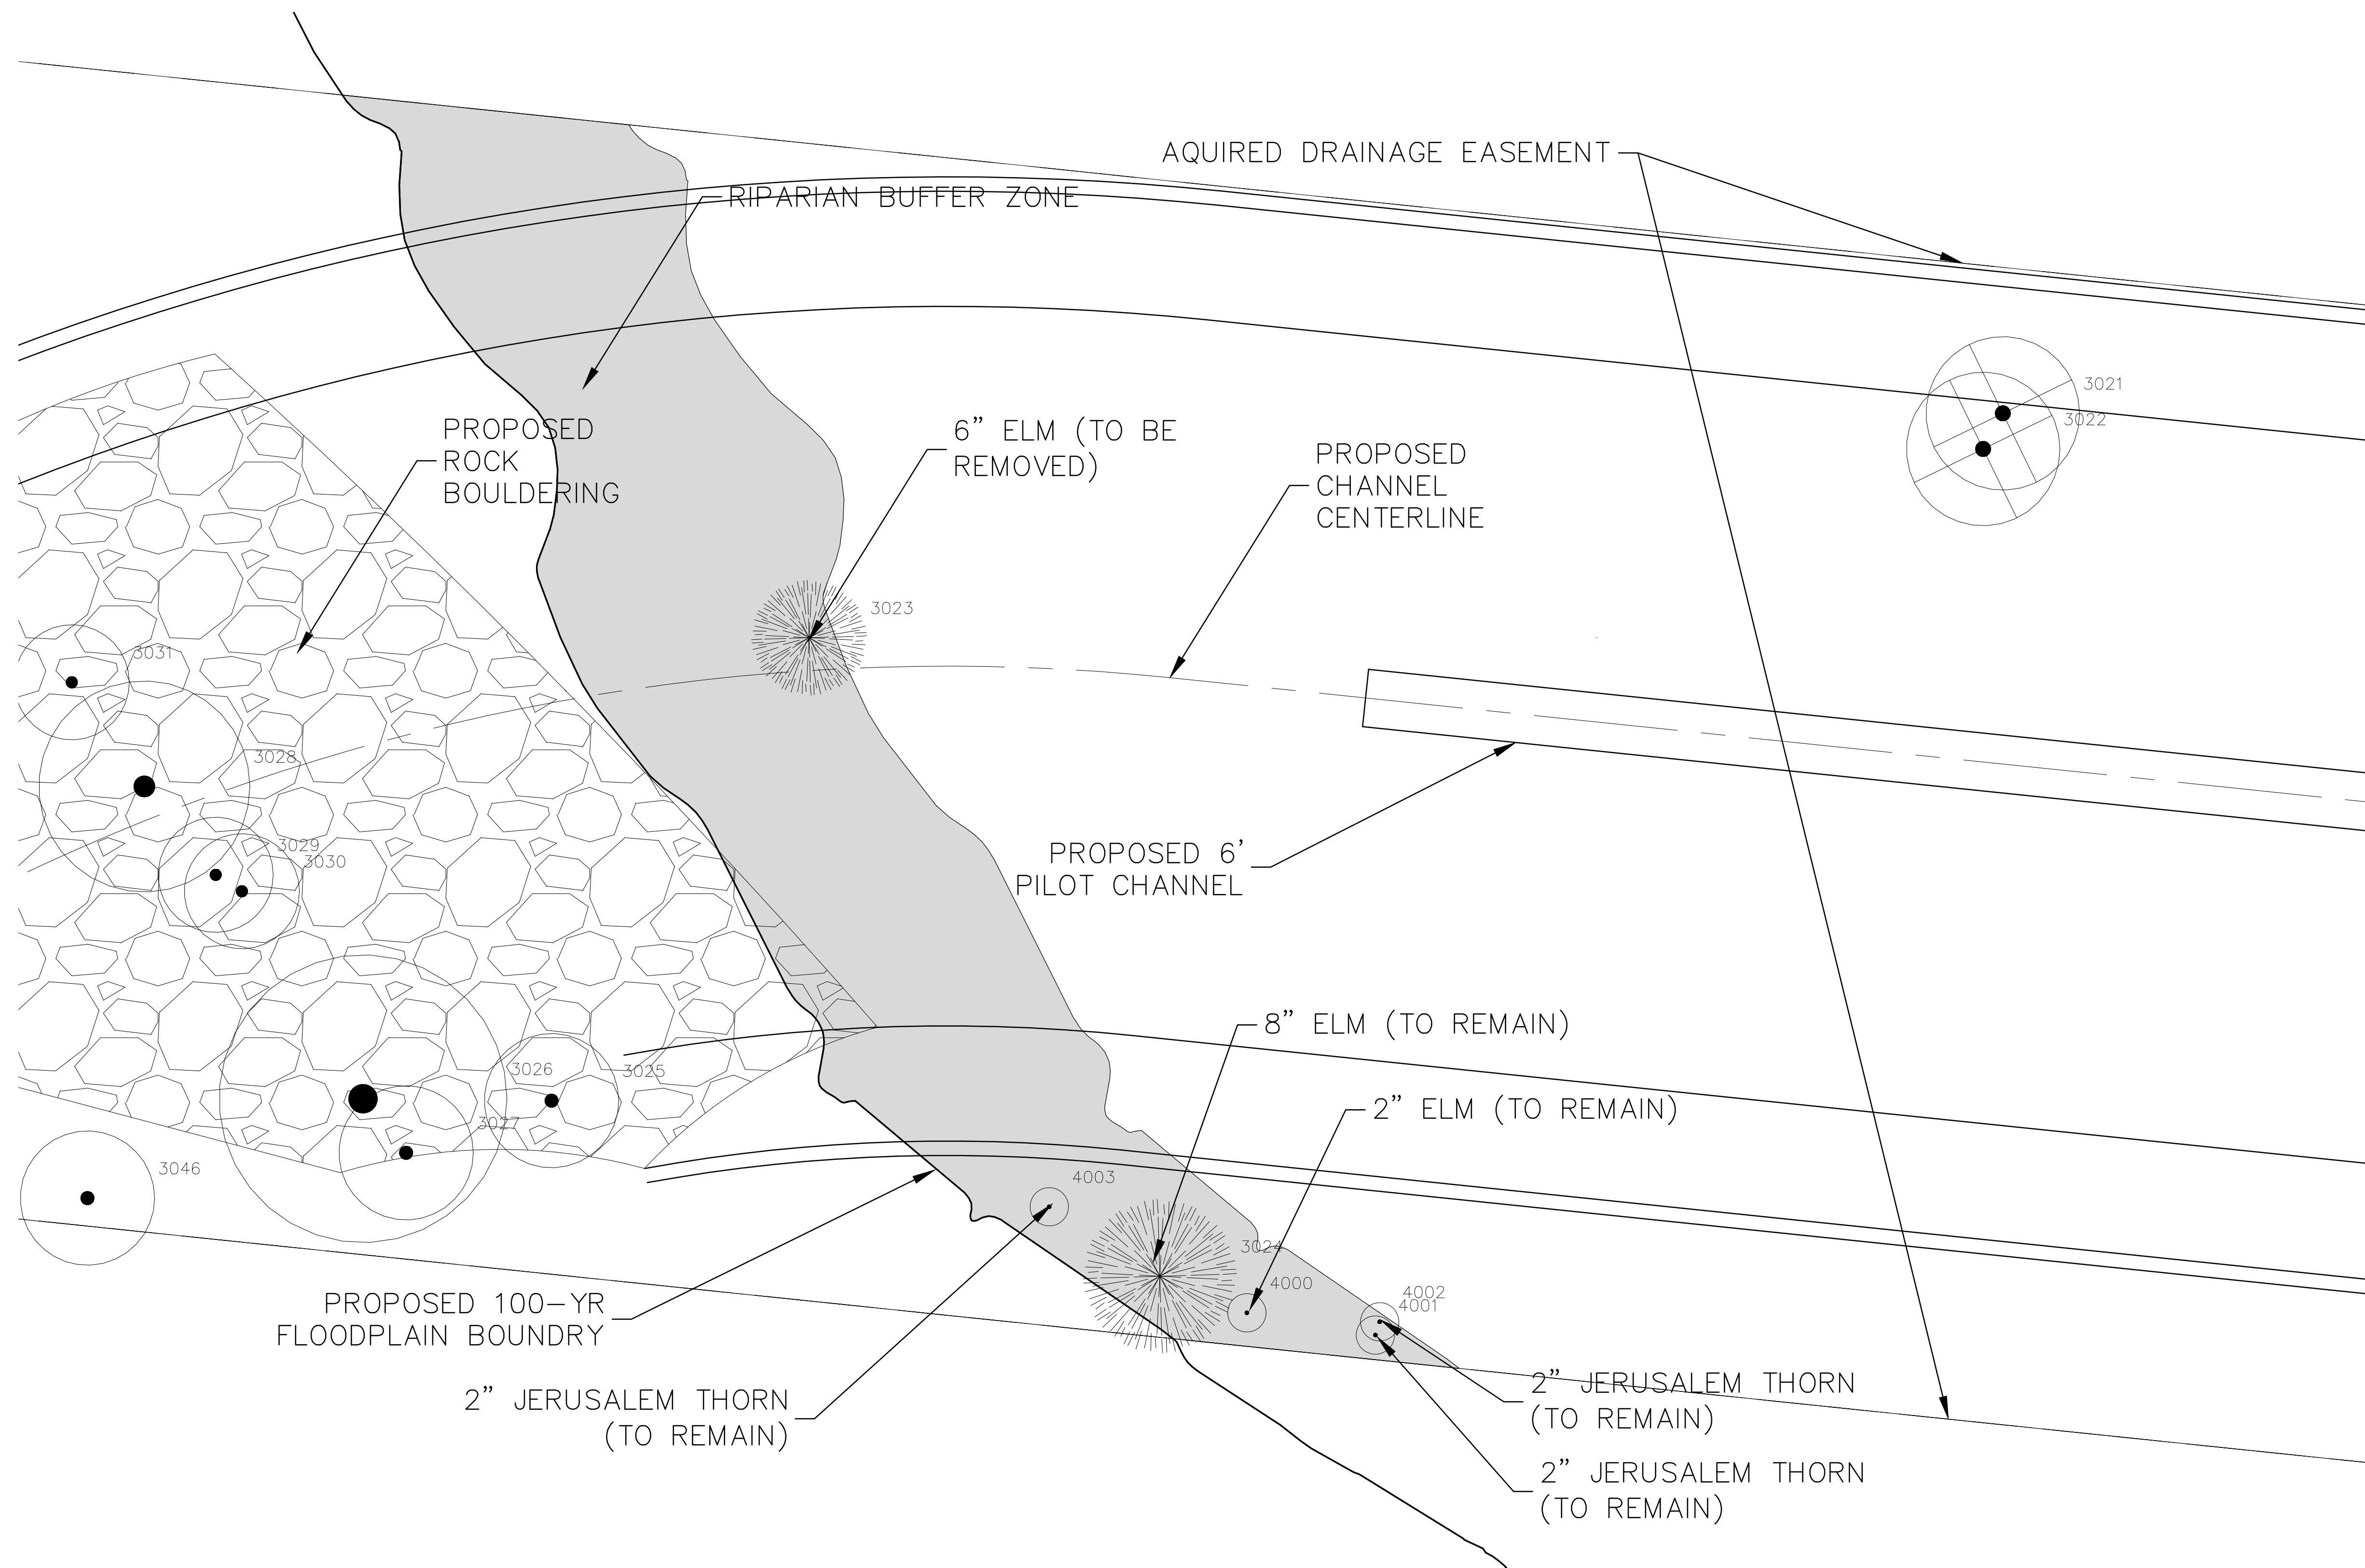 AQUIRED DRAINAGE EASEMENT
RIPARIAN BUFFER ZONE
3021
3022
PROPOSED
ROCK
BOULDERING
6” ELM (TO BE
REMOVED)
PROPOSED
CHANNEL
CENTERLINE
3023
3031
3028
3029
3030
PROPOSED 6’
PILOT CHANNEL
8” ELM (TO REMAIN)
3026
3025
2” ELM (TO REMAIN)
3027
3046
4003
3024
4000
4002
4001
PROPOSED 100-YR
FLOODPLAIN BOUNDRY
2” JERUSALEM THORN
(TO REMAIN)
2” JERUSALEM THORN
(TO REMAIN)
2” JERUSALEM THORN
(TO REMAIN)